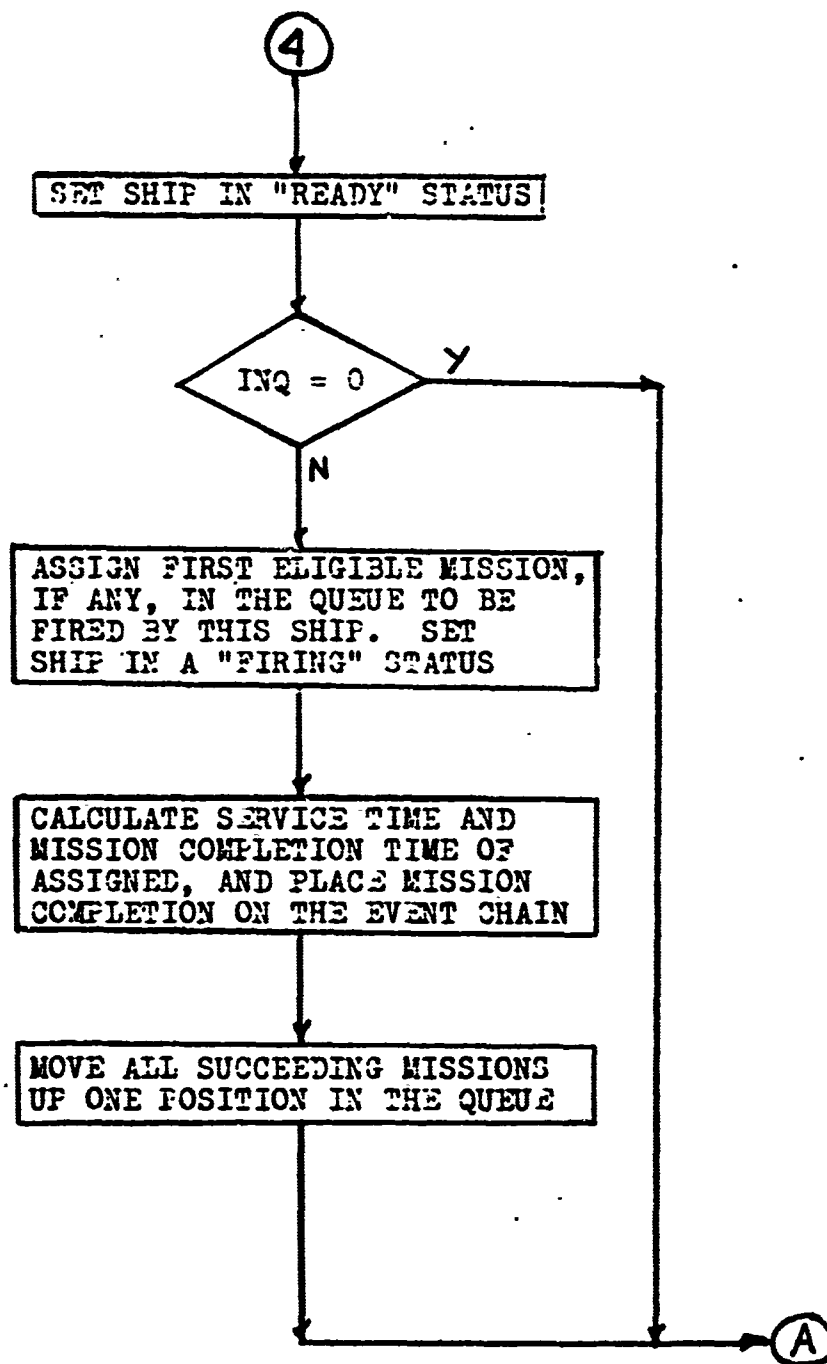 4
SET SHIP IN "READY" STATUS
INQ = 0
Y
N
ASSIGN FIRST ELIGIBLE MISSION,
IF ANY, IN THE QUEUE TO BE
FIRED BY THIS SHIP. SET
SHIP IN A "FIRING" STATUS
CALCULATE SERVICE TIME AND
MISSION COMPLETION TIME OF
ASSIGNED, AND PLACE MISSION
COMPLETION ON THE EVENT CHAIN
MOVE ALL SUCCEEDING MISSIONS
UP ONE POSITION IN THE QUEUE
A